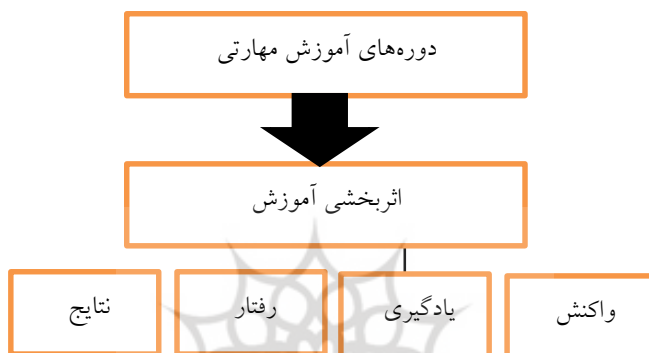 دوره‌های آموزش مهارتی
اثربخشی آموزش
واکنش
یادگیری
رفتار
نتایج